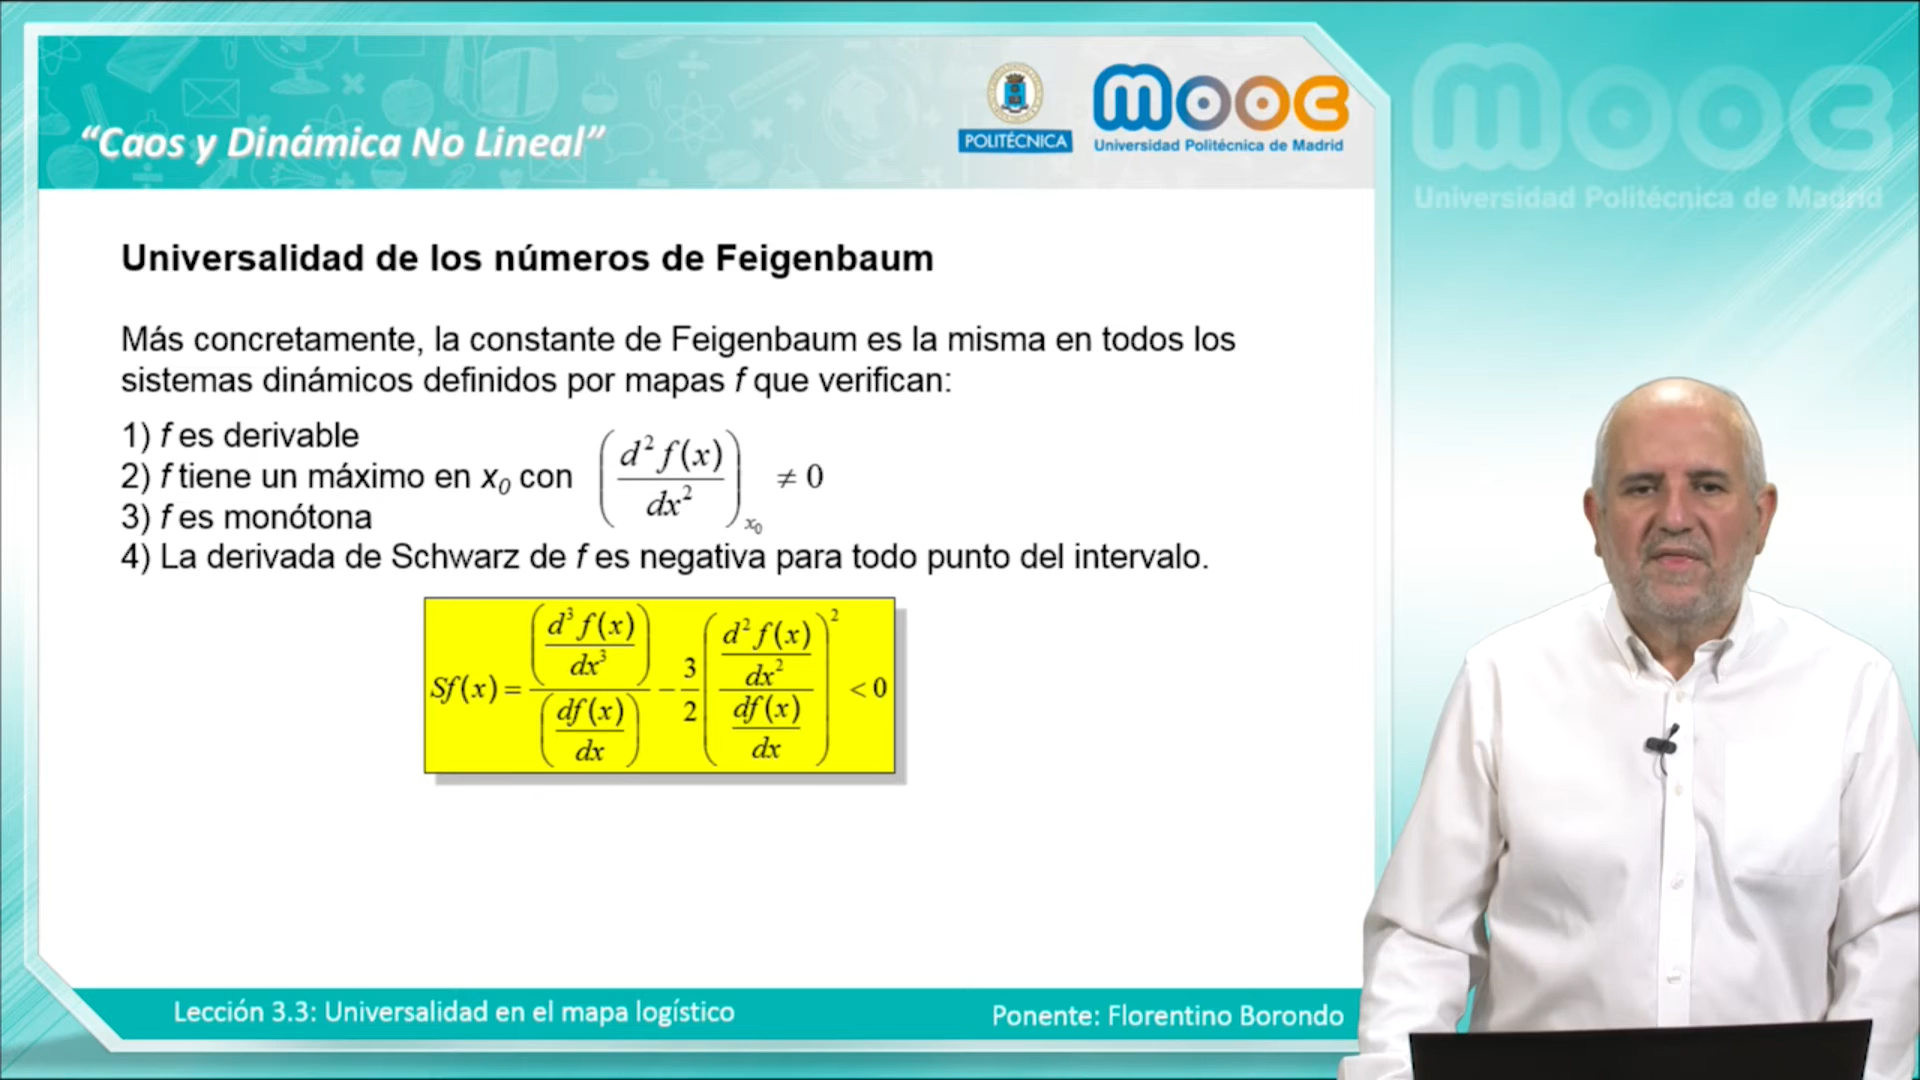 “Caos y Dinámica No Lineal”
POLITÉCNICA
mooc
Universidad Politécnica de Madrid
mooc
Universidad Politécnica de Madrid
Universalidad de los números de Feigenbaum
Más concretamente, la constante de Feigenbaum es la misma en todos los
sistemas dinámicos definidos por mapas f que verifican:
1) f es derivable
2) f tiene un máximo en x₀ con (d² f(x) / dx²)ₓ₀ ≠ 0
3) f es monótona
4) La derivada de Schwarz de f es negativa para todo punto del intervalo.
Sf(x) = (d³ f(x) / dx³) / (df(x) / dx) − 3/2 ((d² f(x) / dx²) / (df(x) / dx))² < 0
Lección 3.3: Universalidad en el mapa logístico
Ponente: Florentino Borondo